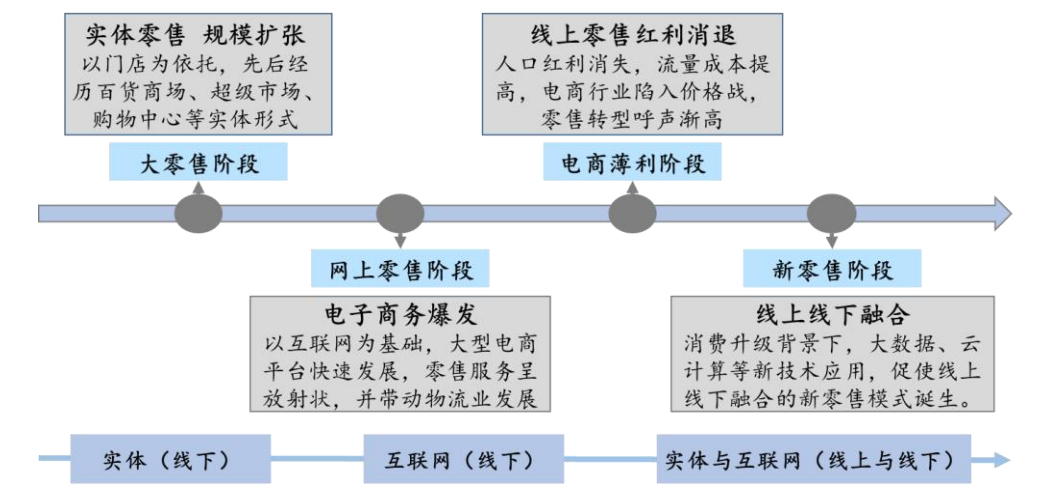 实体零售 规模扩张
以门店为依托，先后经
历百货商场、超级市场、
购物中心等实体形式
大零售阶段
线上零售红利消退
人口红利消失，流量成本提
高，电商行业陷入价格战，
零售转型呼声渐高
电商薄利阶段
网上零售阶段
电子商务爆发
以互联网为基础，大型电商
平台快速发展，零售服务呈
放射状，并带动物流业发展
新零售阶段
线上线下融合
消费升级背景下，大数据、云
计算等新技术应用，促使线上
线下融合的新零售模式诞生。
实体（线下）
互联网（线下）
实体与互联网（线上与线下）